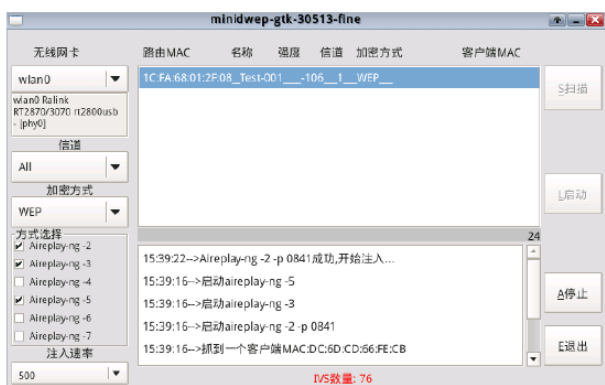 minidwep-gtk-30513-fine
无线网卡
路由MAC 名称 强度 信道 加密方式 客户端MAC
wlan0
1C:FA:68:01:2F:08__Test-001___-106__1__WEP__
S扫描
wlan0 Ralink
RT2870/3070 rt2800usb
- [phy0]
信道
All
L启动
加密方式
WEP
方式选择
24
Aireplay-ng -2
Aireplay-ng -3
Aireplay-ng -4
Aireplay-ng -5
Aireplay-ng -6
Aireplay-ng -7
15:39:22-->Aireplay-ng -2 -p 0841成功,开始注入...
15:39:16-->启动aireplay-ng -5
15:39:16-->启动aireplay-ng -3
15:39:16-->启动aireplay-ng -2 -p 0841
15:39:16-->抓到一个客户端MAC:DC:6D:CD:66:FE:CB
A停止
E退出
注入速率
500
IVS数量: 76